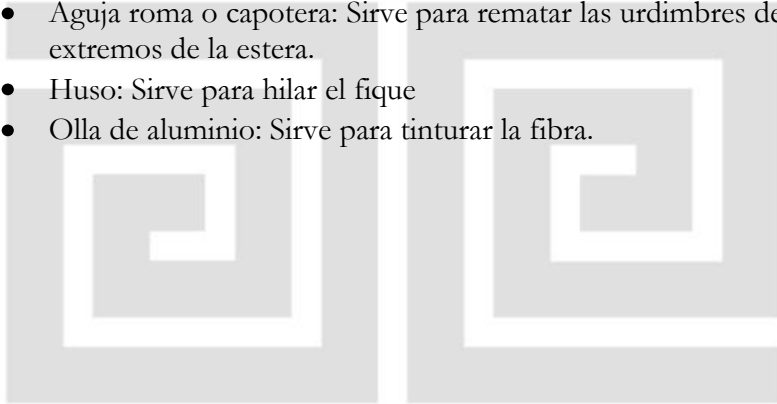 • Aguja roma o capotera: Sirve para rematar las urdimbres de
extremos de la estera.
• Huso: Sirve para hilar el fique
• Olla de aluminio: Sirve para tinturar la fibra.